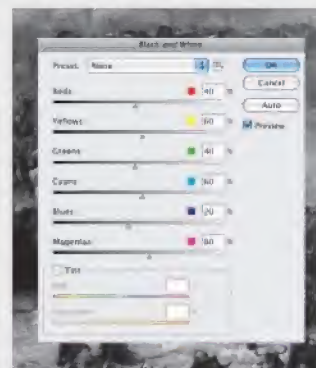 Black and White
Preset: None
OK
Cancel
Auto
Preview
Reds: 40 %
Yellows: 60 %
Greens: 40 %
Cyans: 60 %
Blues: 20 %
Magentas: 80 %
Tint